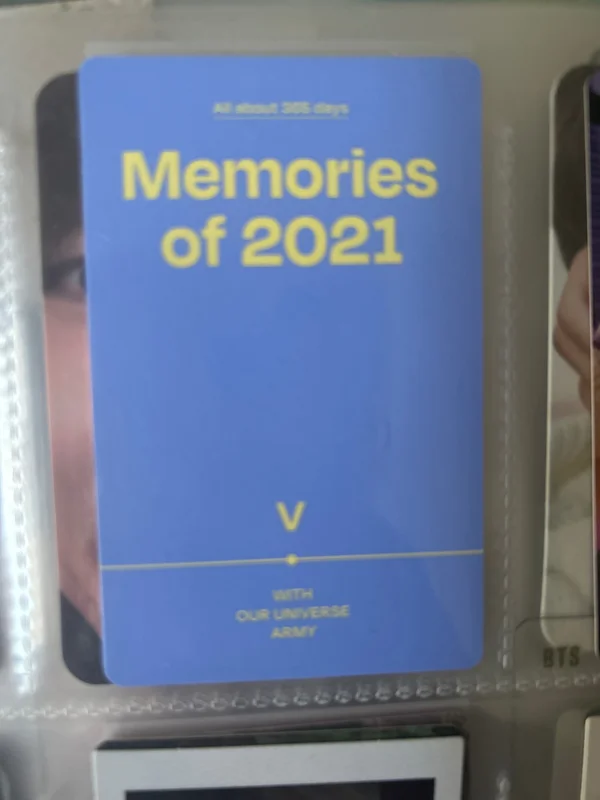 All about 365 days
Memories
of 2021
V
WITH
OUR UNIVERSE
ARMY
BTS